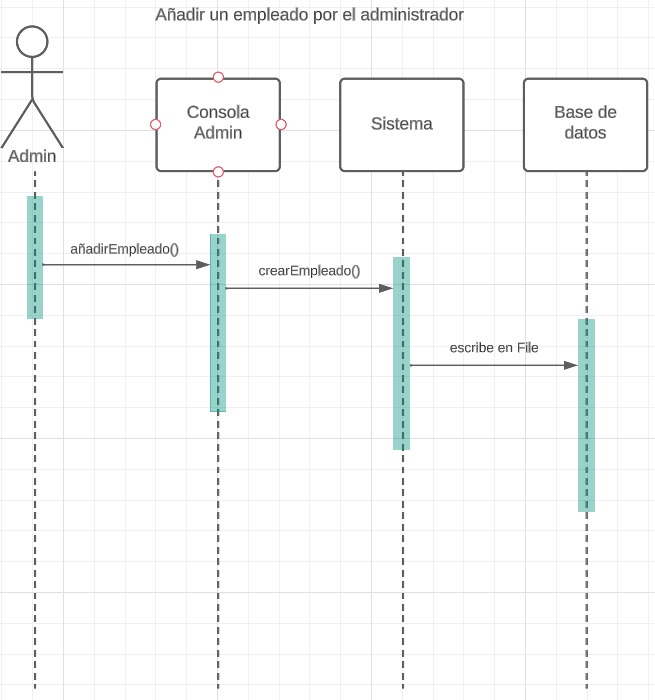 Añadir un empleado por el administrador
Admin
Consola
Admin
Sistema
Base de
datos
añadirEmpleado()
crearEmpleado()
escribe en File